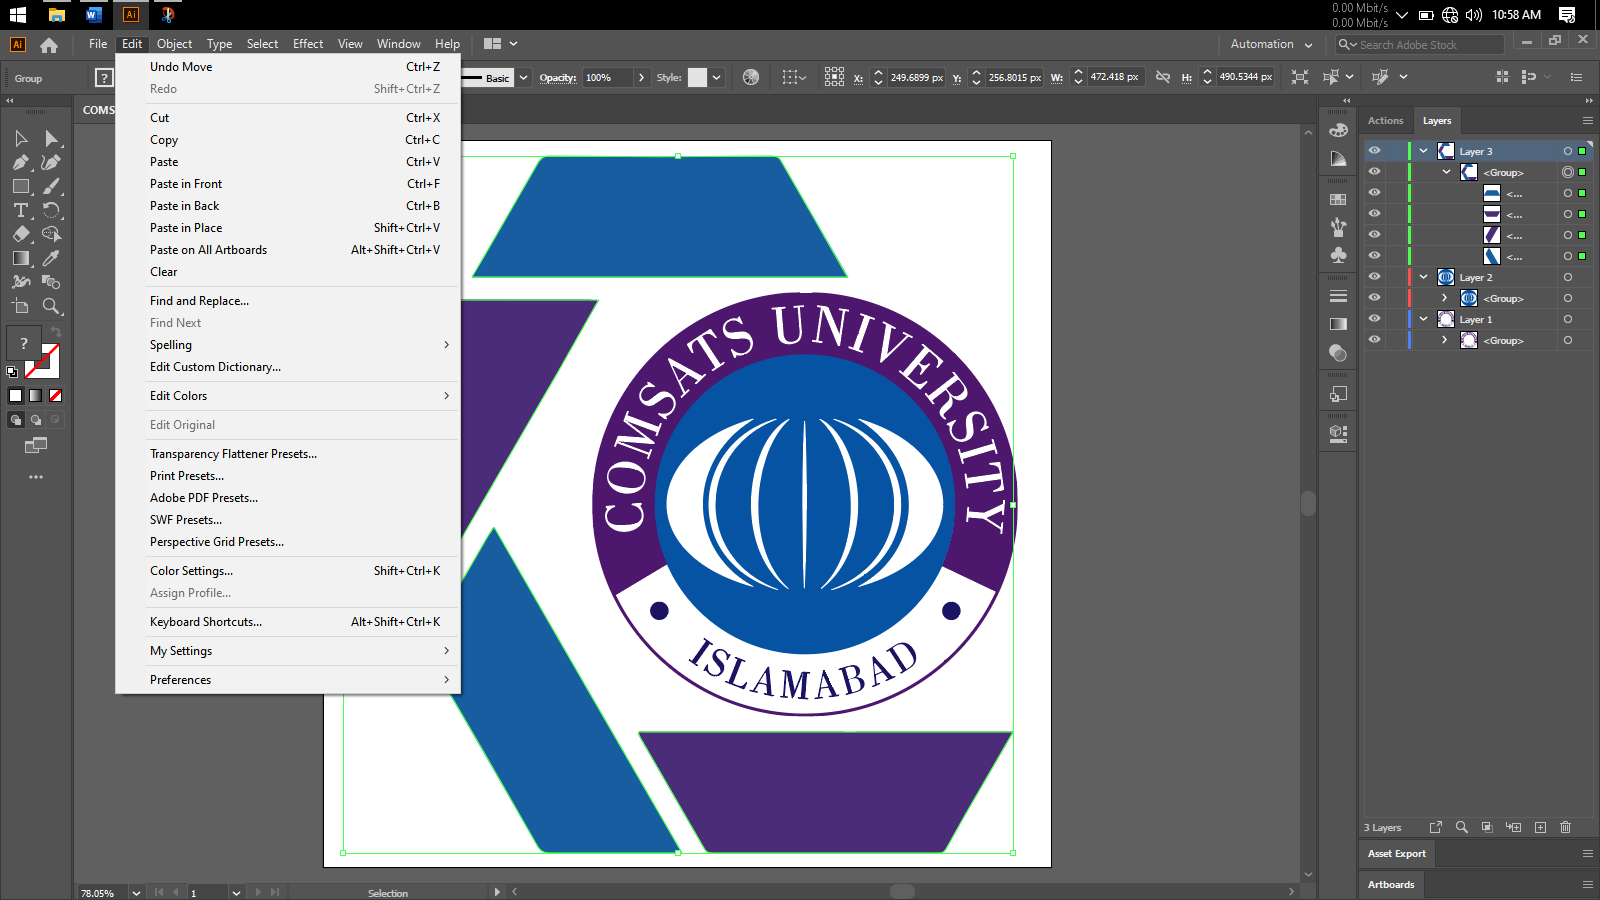 0.00 Mbit/s
0.00 Mbit/s
10:58 AM
File Edit Object Type Select Effect View Window Help
Automation
Search Adobe Stock
Group
?
Basic
Opacity: 100%
Style:
X: 249.6899 px
Y: 256.8015 px
W: 472.418 px
H: 490.5344 px
COMS
Undo Move Ctrl+Z
Redo Shift+Ctrl+Z
Cut Ctrl+X
Copy Ctrl+C
Paste Ctrl+V
Paste in Front Ctrl+F
Paste in Back Ctrl+B
Paste in Place Shift+Ctrl+V
Paste on All Artboards Alt+Shift+Ctrl+V
Clear
Find and Replace...
Find Next
Spelling
Edit Custom Dictionary...
Edit Colors
Edit Original
Transparency Flattener Presets...
Print Presets...
Adobe PDF Presets...
SWF Presets...
Perspective Grid Presets...
Color Settings... Shift+Ctrl+K
Assign Profile...
Keyboard Shortcuts... Alt+Shift+Ctrl+K
My Settings
Preferences
?
COMSATS UNIVERSITY
ISLAMABAD
Actions Layers
Layer 3
<Group>
<...
<...
<...
<...
Layer 2
<Group>
Layer 1
<Group>
3 Layers
Asset Export
Artboards
78.05%
1
Selection